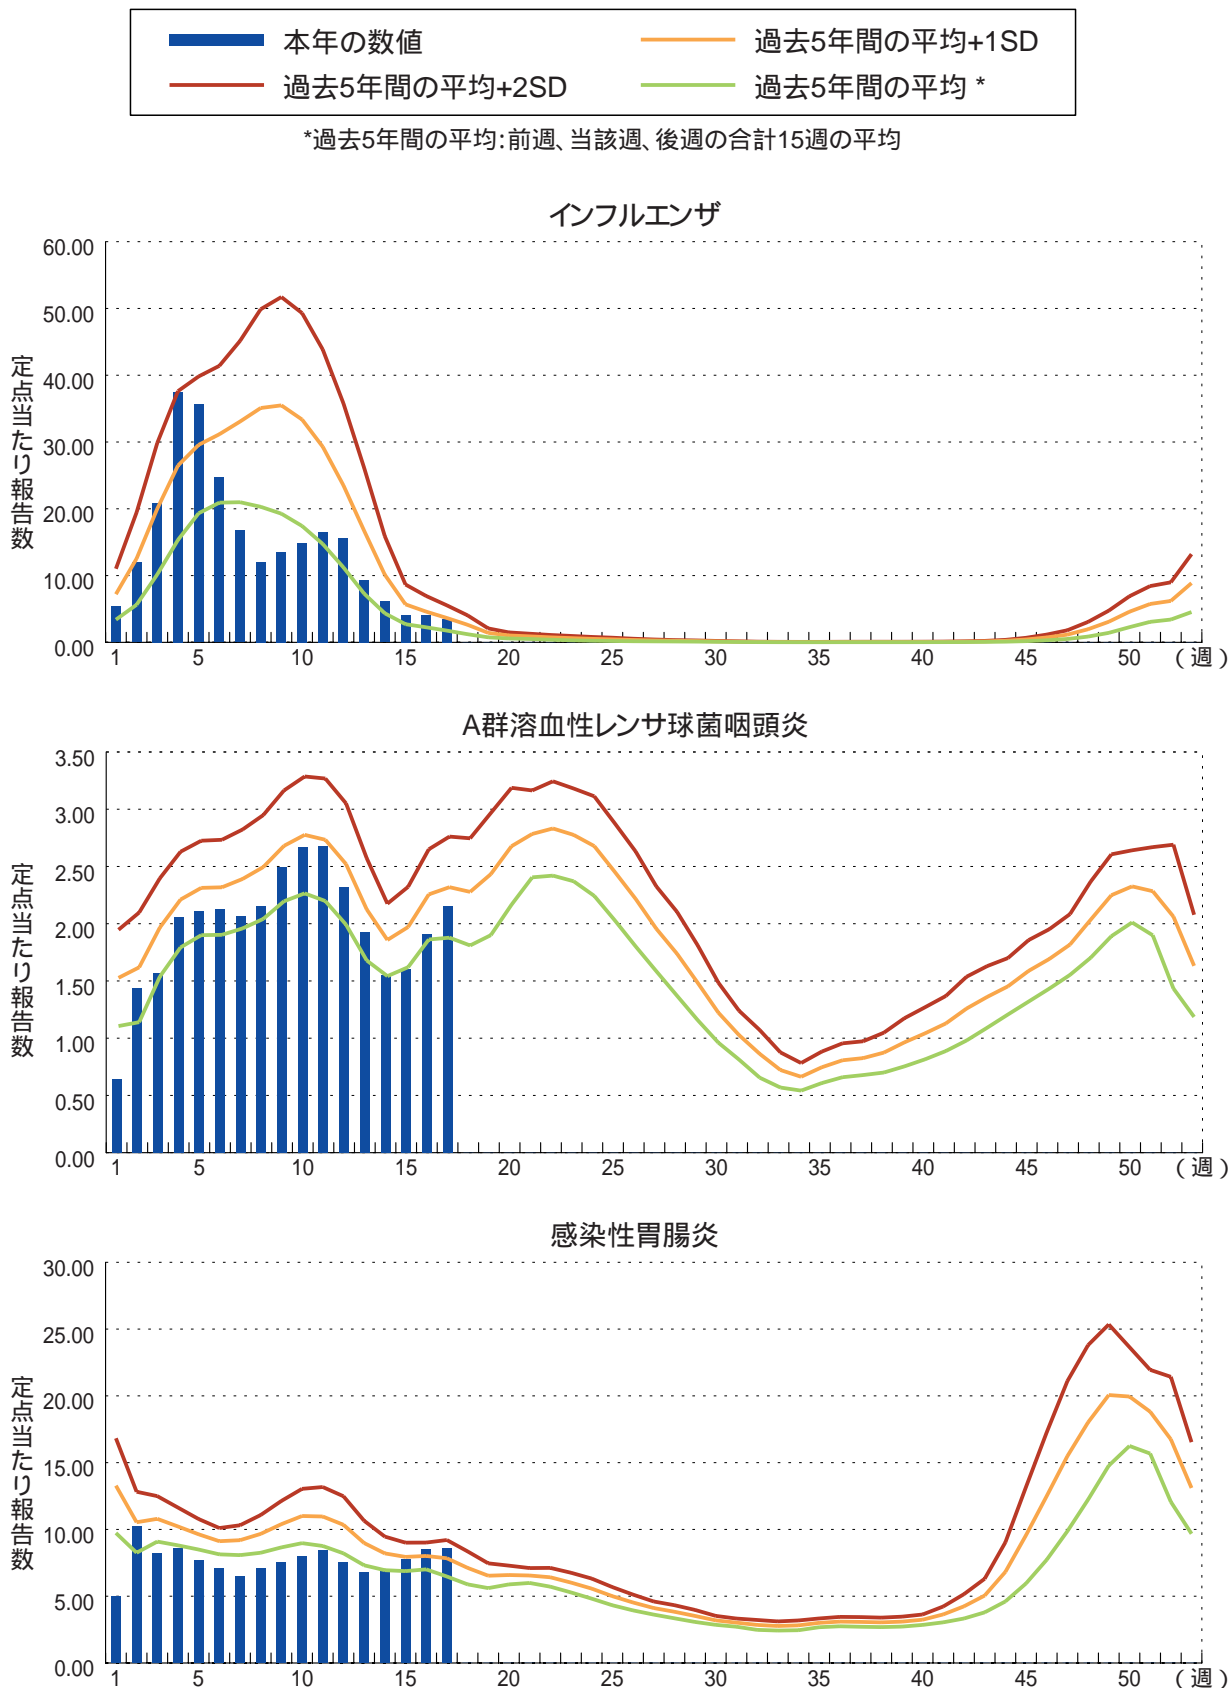 本年の数値
過去5年間の平均+1SD
過去5年間の平均+2SD
過去5年間の平均 *
*過去5年間の平均:前週、当該週、後週の合計15週の平均
インフルエンザ
定点当たり報告数
60.00
50.00
40.00
30.00
20.00
10.00
0.00
1 5 10 15 20 25 30 35 40 45 50 (週)
A群溶血性レンサ球菌咽頭炎
定点当たり報告数
3.50
3.00
2.50
2.00
1.50
1.00
0.50
0.00
1 5 10 15 20 25 30 35 40 45 50 (週)
感染性胃腸炎
定点当たり報告数
30.00
25.00
20.00
15.00
10.00
5.00
0.00
1 5 10 15 20 25 30 35 40 45 50 (週)